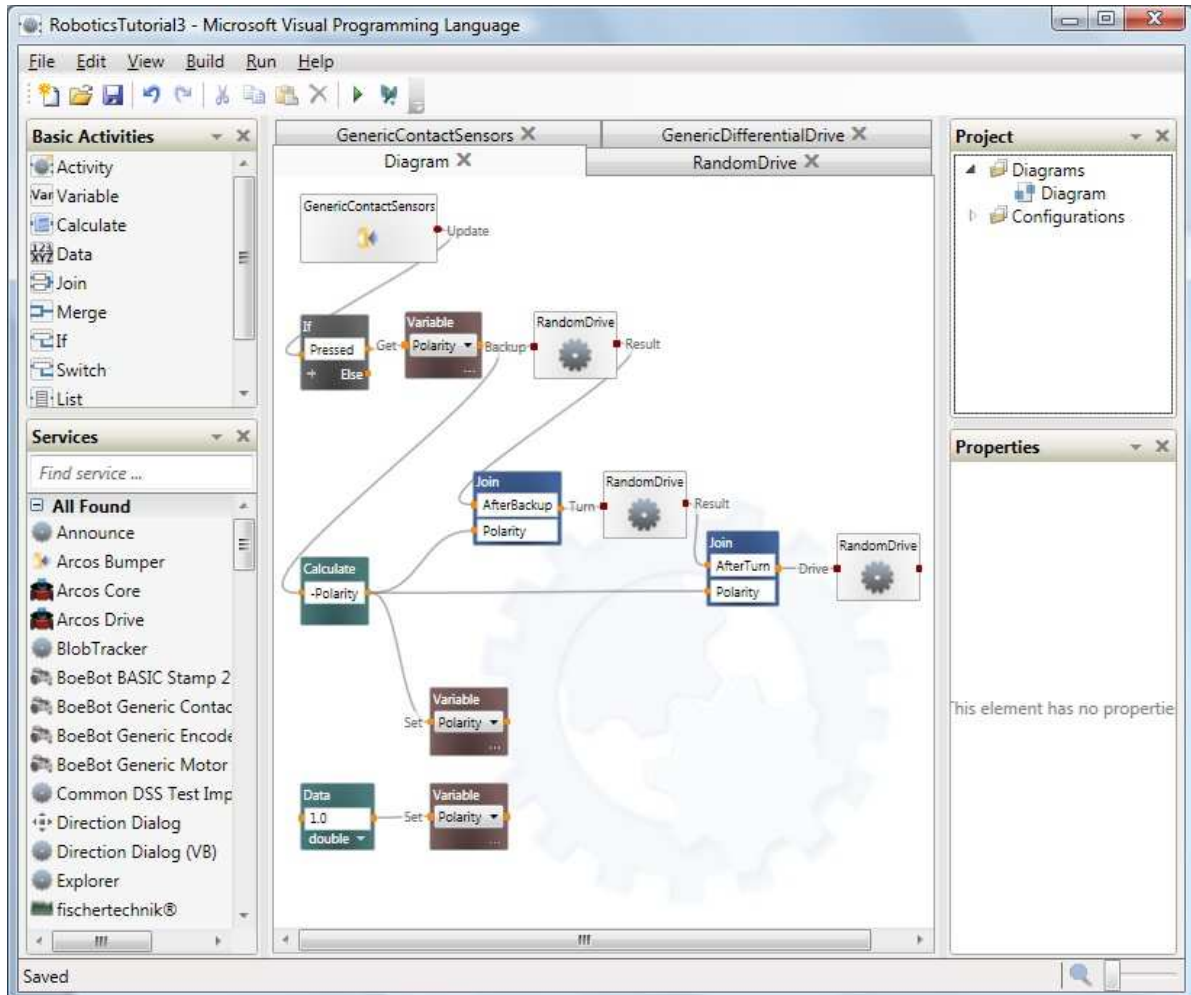 RoboticsTutorial3 - Microsoft Visual Programming Language
File Edit View Build Run Help
Basic Activities
Activity
Var Variable
Calculate
123 XYZ Data
Join
Merge
If
Switch
List
Services
Find service ...
All Found
Announce
Arcos Bumper
Arcos Core
Arcos Drive
BlobTracker
BoeBot BASIC Stamp 2
BoeBot Generic Contac
BoeBot Generic Encode
BoeBot Generic Motor
Common DSS Test Imp
Direction Dialog
Direction Dialog (VB)
Explorer
fischertechnik®
GenericContactSensors GenericDifferentialDrive
Diagram RandomDrive
GenericContactSensors
Update
If
Pressed
Else
Get
Variable
Polarity
...
Backup
RandomDrive
Result
Join
AfterBackup
Polarity
Turn
RandomDrive
Result
Join
AfterTurn
Polarity
Drive
RandomDrive
Calculate
-Polarity
Set
Variable
Polarity
...
Data
1.0
double
Set
Variable
Polarity
...
Project
Diagrams
Diagram
Configurations
Properties
This element has no propertie
Saved